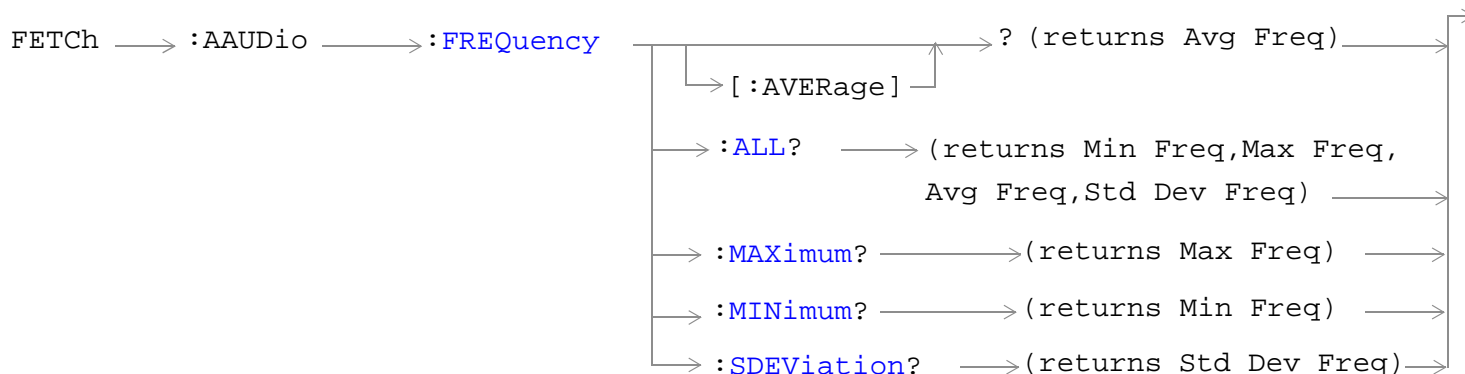 FETCh :AAUDio :FREQuency ? (returns Avg Freq)
[:AVERage]
:ALL? (returns Min Freq,Max Freq,
Avg Freq,Std Dev Freq)
:MAXimum? (returns Max Freq)
:MINimum? (returns Min Freq)
:SDEViation? (returns Std Dev Freq)